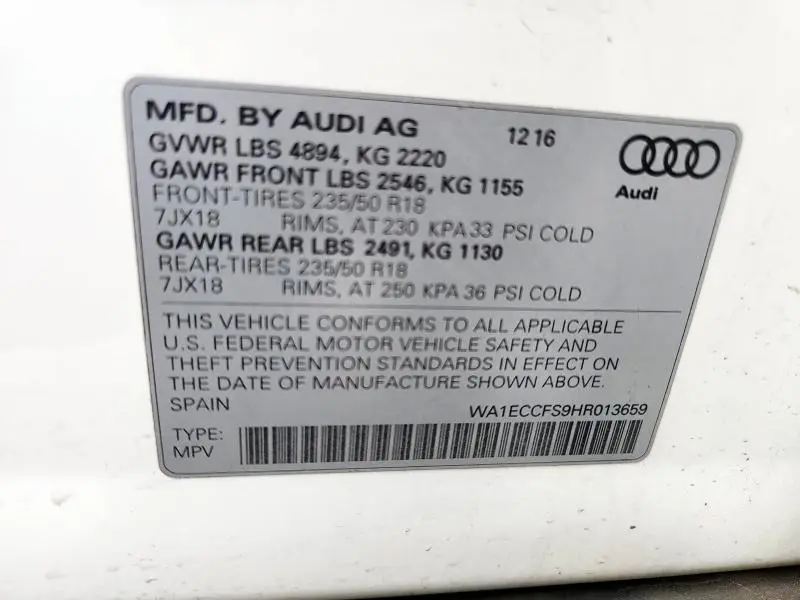 MFD. BY AUDI AG 12 16
GVWR LBS 4894, KG 2220
GAWR FRONT LBS 2546, KG 1155
FRONT-TIRES 235/50 R18
7JX18 RIMS, AT 230 KPA 33 PSI COLD
GAWR REAR LBS 2491, KG 1130
REAR-TIRES 235/50 R18
7JX18 RIMS, AT 250 KPA 36 PSI COLD
Audi
THIS VEHICLE CONFORMS TO ALL APPLICABLE
U.S. FEDERAL MOTOR VEHICLE SAFETY AND
THEFT PREVENTION STANDARDS IN EFFECT ON
THE DATE OF MANUFACTURE SHOWN ABOVE.
SPAIN WA1ECCFS9HR013659
TYPE:
MPV